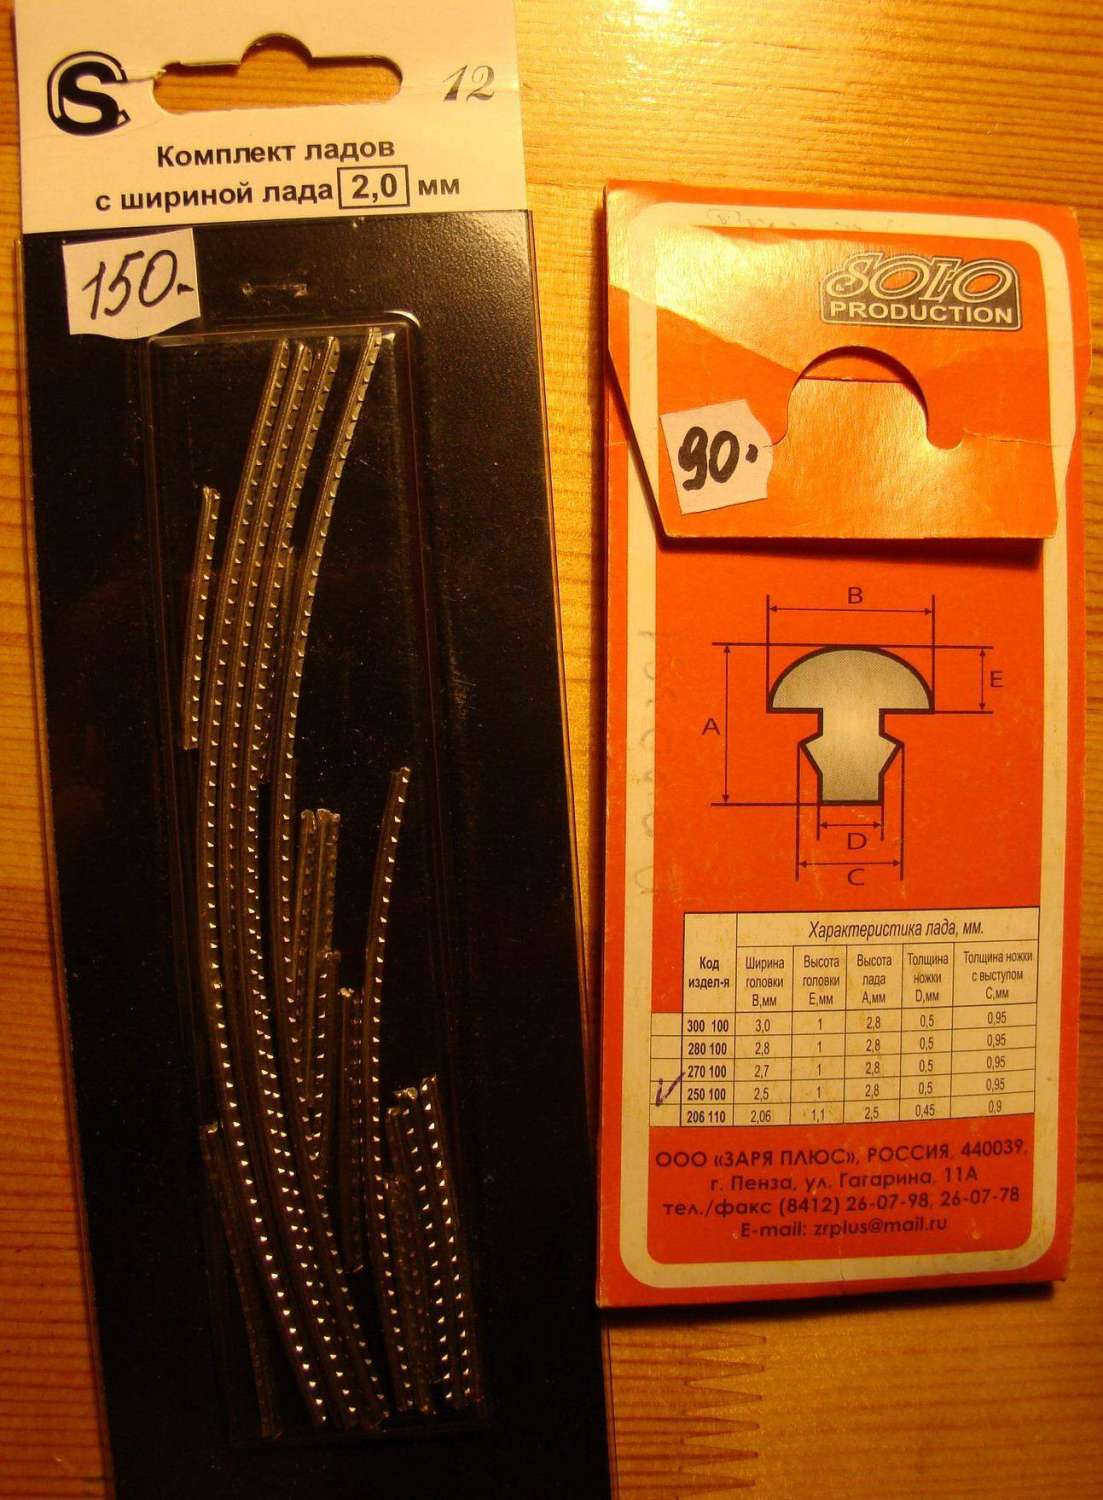 S.
12
Комплект ладов
с шириной лада 2,0 мм
150.-
SOLO
PRODUCTION
90.
B
A
E
D
C
Характеристика лада, мм.
Код издел-я
Ширина головки В,мм
Высота головки Е,мм
Высота лада А,мм
Толщина ножки D,мм
Толщина ножки с выступом С,мм
300 100 3,0 1 2,8 0,5 0,95
280 100 2,8 1 2,8 0,5 0,95
270 100 2,7 1 2,8 0,5 0,95
250 100 2,5 1 2,8 0,5 0,95
206 110 2,06 1,1 2,5 0,45 0,9
ООО «ЗАРЯ ПЛЮС», РОССИЯ, 440039,
г. Пенза, ул. Гагарина, 11А
тел./факс (8412) 26-07-98, 26-07-78
E-mail: zrplus@mail.ru